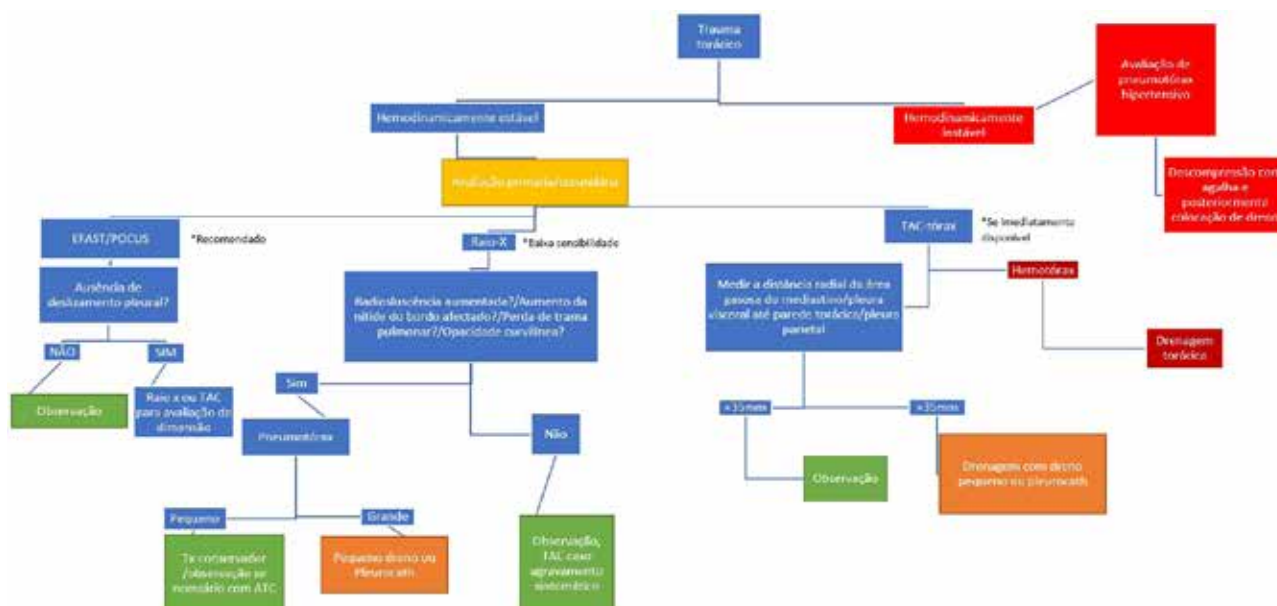 Trauma
torácico
Avaliação de
pneumotórax
hipertensivo
Hemodinamicamente estável
Hemodinamicamente
instável
Avaliação primária/secundária
Descompressão com
agulha e
posteriormente
colocação de dreno
EFAST/POCUS
*Recomendado
Raio-X
*Baixa sensibilidade
TAC-tórax
*Se imediatamente
disponível
Hemotórax
Ausência de
deslizamento pleural?
Radiosluscência aumentada?/Aumento da
nitide do bordo afectado?/Perda de trama
pulmonar?/Opacidade curvilínea?
Medir a distância radial da área
gasosa do mediastino/pleura
visceral até parede torácica/pleura
parietal
Drenagem
torácica
NÃO
SIM
Observação
Raio x ou TAC
para avaliação de
dimensão
Sim
Não
Pneumotórax
35mm
35mm
Observação
Drenagem com dreno
pequeno ou pleurocath
Pequeno
Grande
Tx conservador
/observação se
necessário com ATC
Pequeno dreno ou
Pleurocath
Observação,
TAC caso
agravamento
sintomático